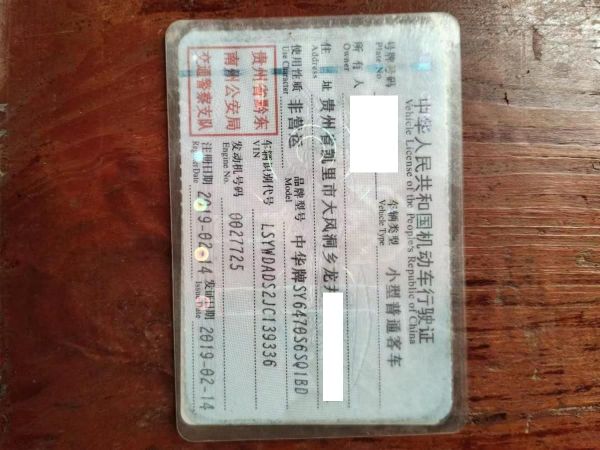 中华人民共和国机动车行驶证
Vehicle License of the People's Republic of China
号牌号码
Plate No.
车辆类型 小型普通客车
Vehicle Type
所有人
Owner
住址 贵州省凯里市大风洞乡龙井
Address
使用性质 非营运
Use Character
品牌型号 中华牌SY6470S6SQ1BD
Model
车辆识别代号 LSYWDADS2JC139336
VIN
发动机号码 0027725
Engine No.
注册日期 2019-02-14
Register Date
发证日期 2019-02-14
Issue Date
贵州省黔东
南州公安局
交通警察支队